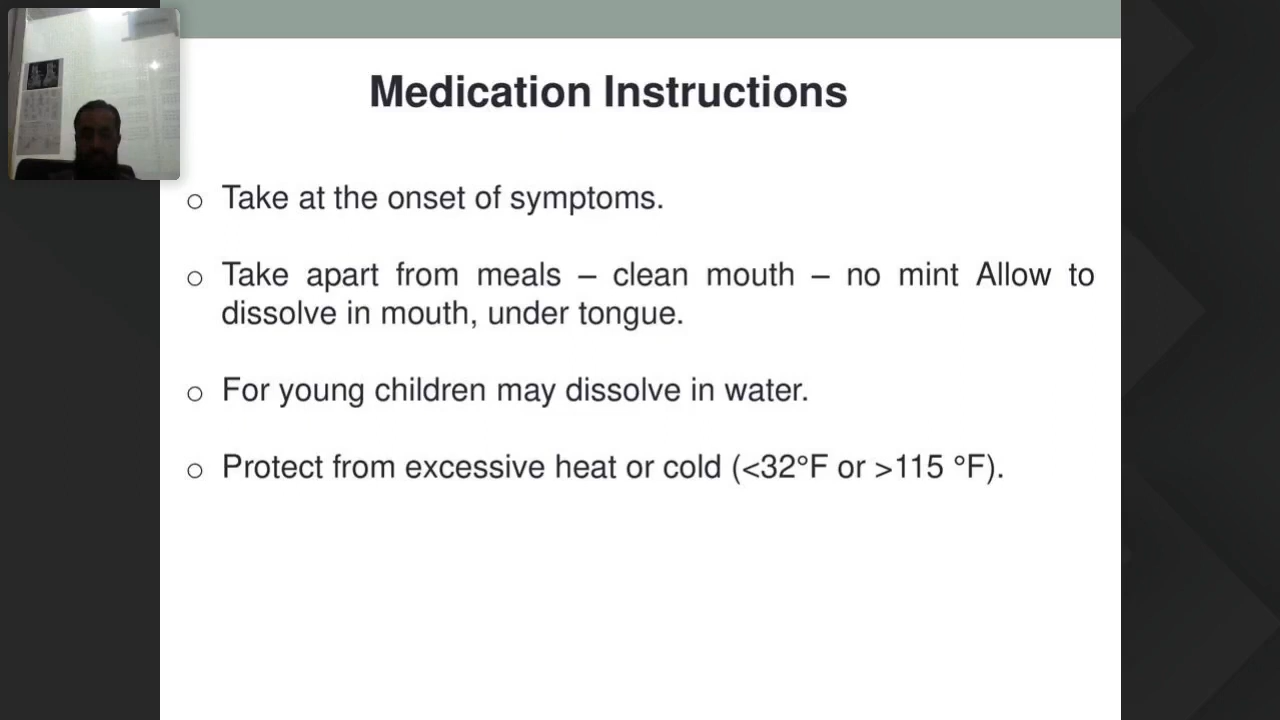 Medication Instructions
o Take at the onset of symptoms.
o Take apart from meals – clean mouth – no mint Allow to
dissolve in mouth, under tongue.
o For young children may dissolve in water.
o Protect from excessive heat or cold (<32°F or >115 °F).